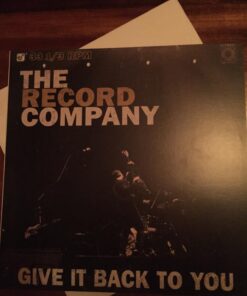 33 1/3 RPM
THE
RECORD
COMPANY
GIVE IT BACK TO YOU